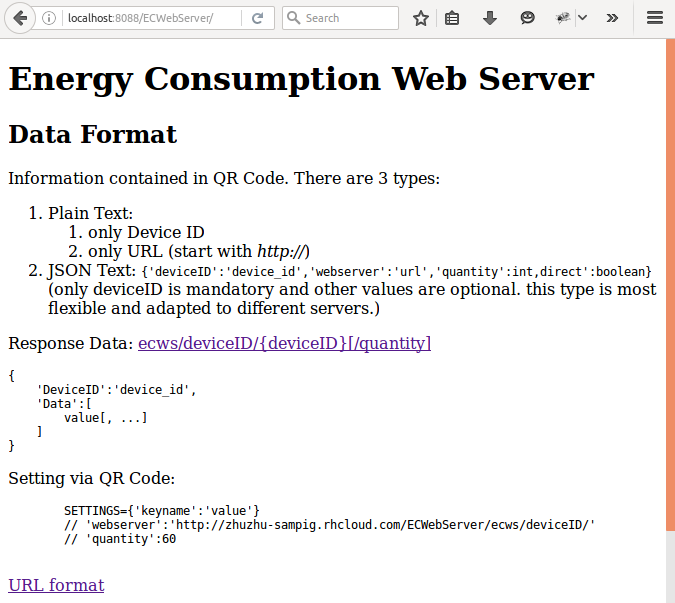 localhost:8088/ECWebServer/
Search
Energy Consumption Web Server
Data Format
Information contained in QR Code. There are 3 types:
1. Plain Text:
1. only Device ID
2. only URL (start with http://)
2. JSON Text: {'deviceID':'device_id','webserver':'url','quantity':int,direct':boolean}
(only deviceID is mandatory and other values are optional. this type is most
flexible and adapted to different servers.)
Response Data: ecws/deviceID/{deviceID}[/quantity]
{
'DeviceID':'device_id',
'Data':[
value[, ...]
]
}
Setting via QR Code:
SETTINGS={'keyname':'value'}
// 'webserver':'http://zhuzhu-sampig.rhcloud.com/ECWebServer/ecws/deviceID/'
// 'quantity':60
URL format